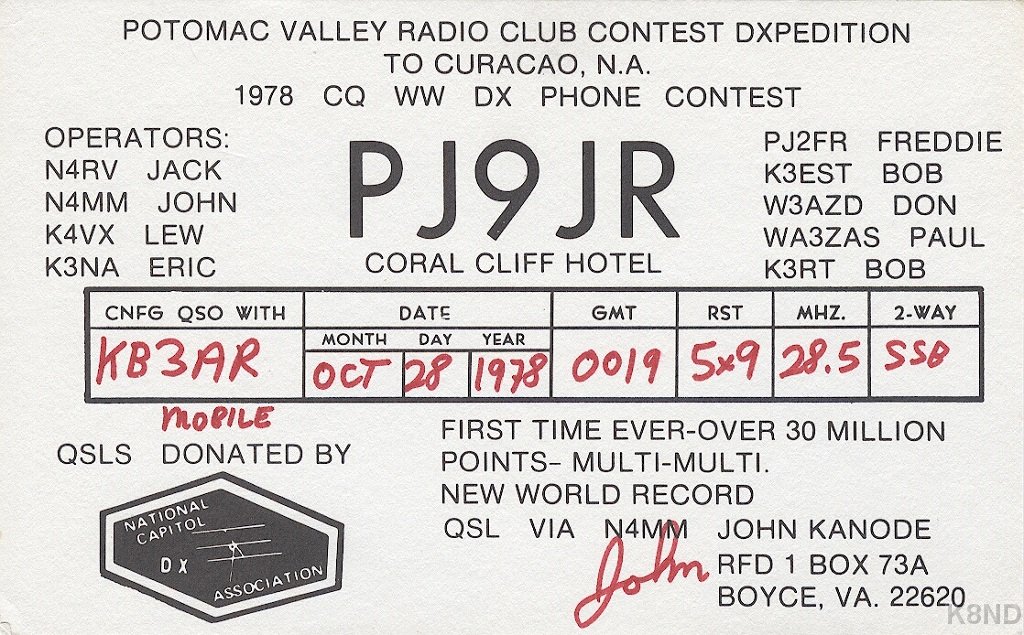 POTOMAC VALLEY RADIO CLUB CONTEST DXPEDITION
TO CURACAO, N.A.
1978 CQ WW DX PHONE CONTEST
OPERATORS:
N4RV JACK
N4MM JOHN
K4VX LEW
K3NA ERIC
PJ9JR
CORAL CLIFF HOTEL
PJ2FR FREDDIE
K3EST BOB
W3AZD DON
WA3ZAS PAUL
K3RT BOB
CNFG QSO WITH DATE GMT RST MHZ. 2-WAY
MONTH DAY YEAR
KB3AR OCT 28 1978 0019 5x9 28.5 SSB
MOBILE
QSLS DONATED BY
NATIONAL
CAPITOL
DX
ASSOCIATION
FIRST TIME EVER-OVER 30 MILLION
POINTS- MULTI-MULTI.
NEW WORLD RECORD
QSL VIA N4MM JOHN KANODE
John
RFD 1 BOX 73A
BOYCE, VA. 22620
K8ND